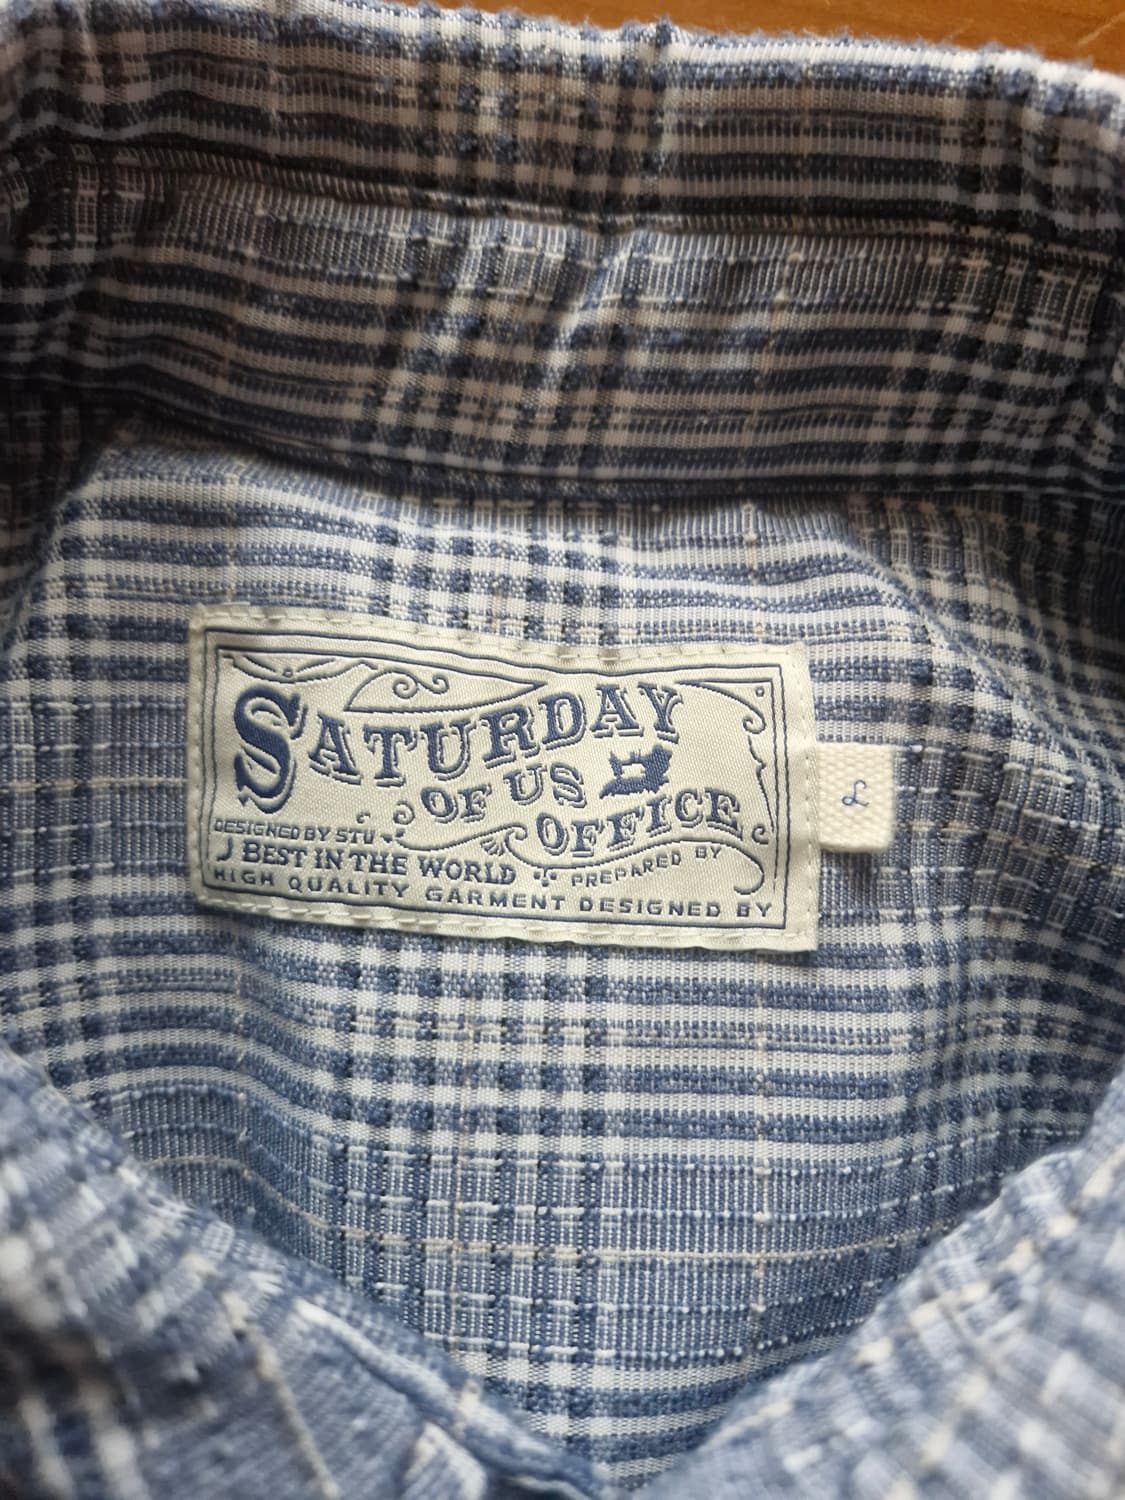 SATURDAY
OF US
OFFICE
DESIGNED BY STU
BEST IN THE WORLD
PREPARED BY
HIGH QUALITY GARMENT DESIGNED BY
L